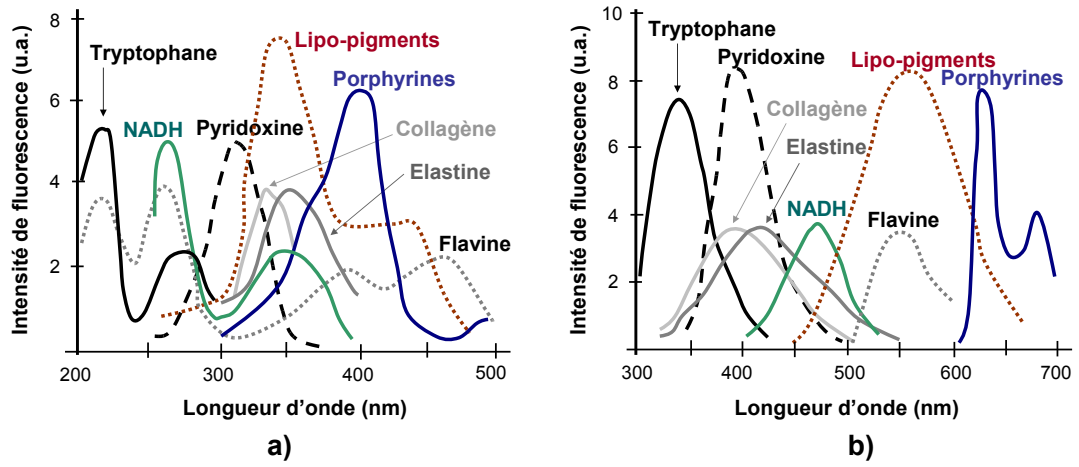 Intensité de fluorescence (u.a.)
8
6
4
2
200
300
400
500
Longueur d'onde (nm)
Tryptophane
NADH
Pyridoxine
Lipo-pigments
Porphyrines
Collagène
Elastine
Flavine
a)
Intensité de fluorescence (u.a.)
10
8
6
4
2
300
400
500
600
700
Longueur d'onde (nm)
Tryptophane
Pyridoxine
Lipo-pigments
Porphyrines
Collagène
Elastine
NADH
Flavine
b)